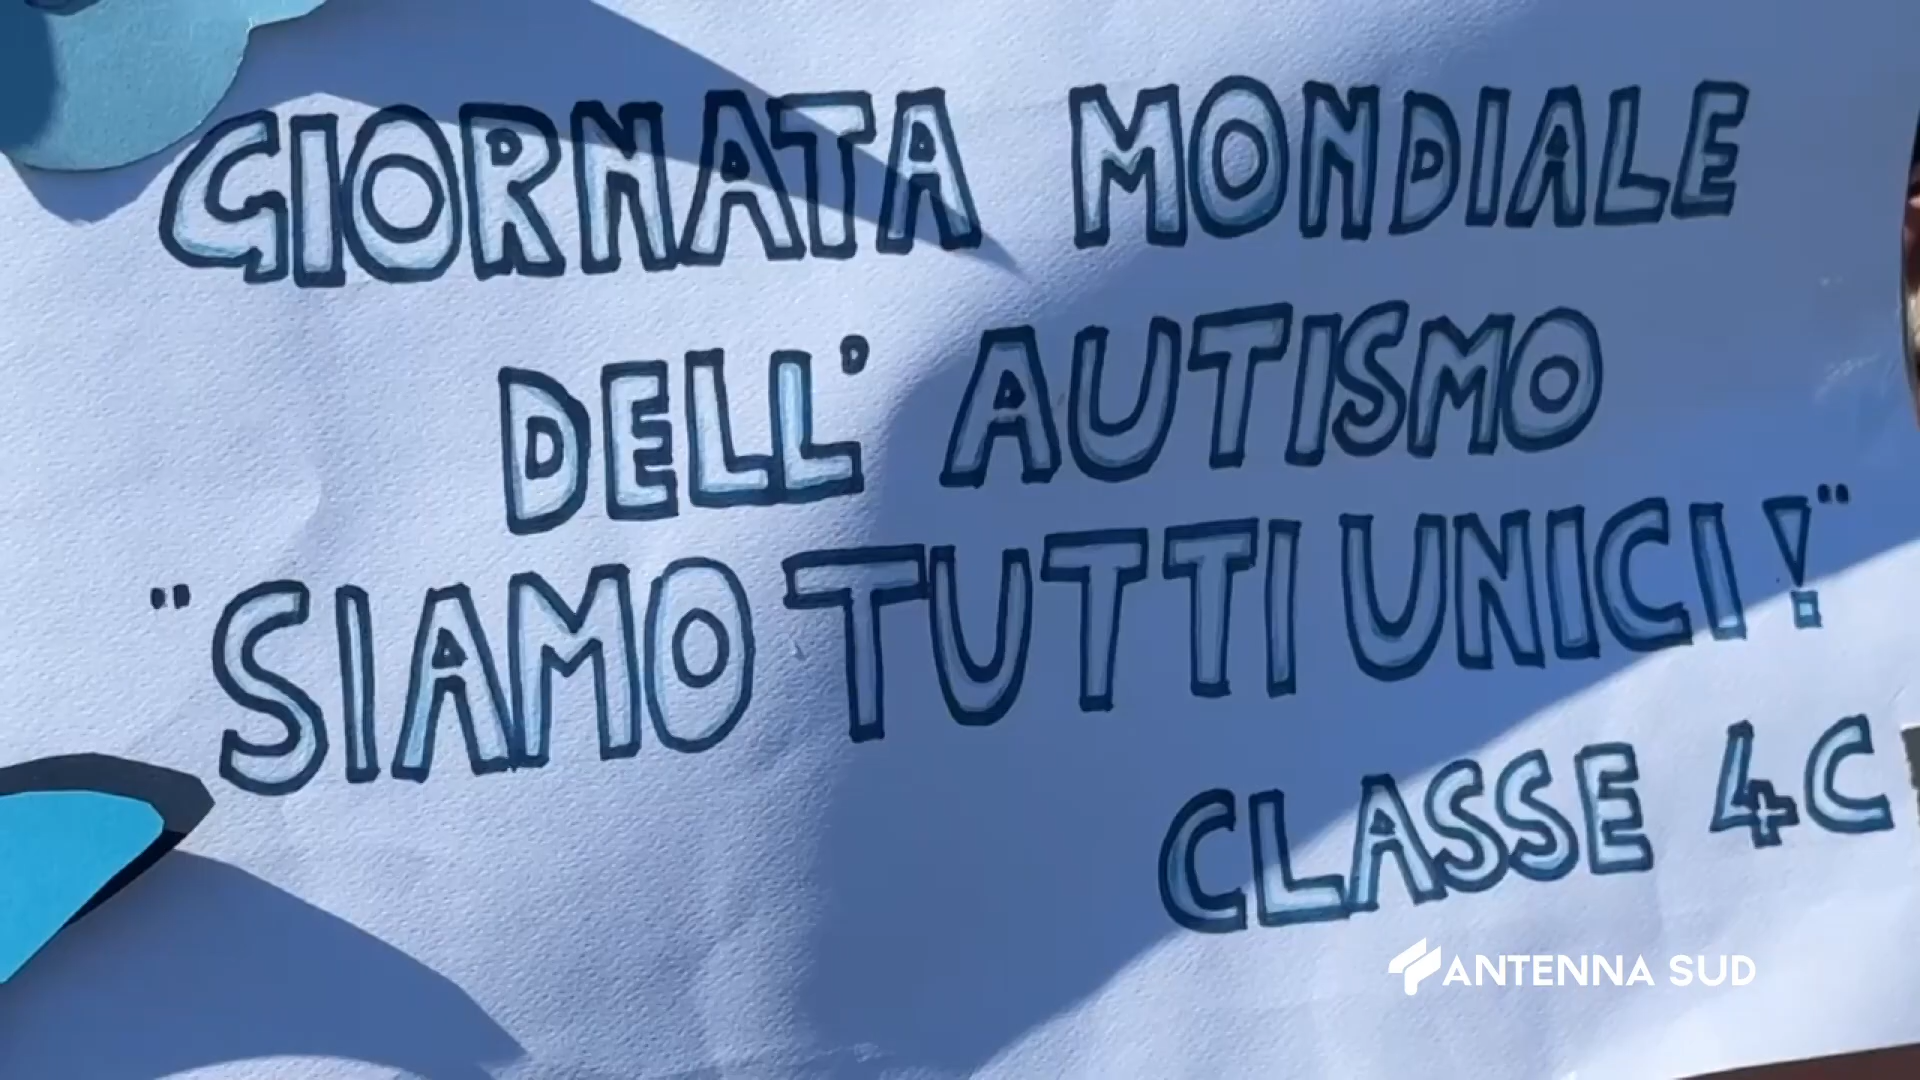 GIORNATA MONDIALE
DELL' AUTISMO
"SIAMO TUTTI UNICI!"
CLASSE 4C
ANTENNA SUD